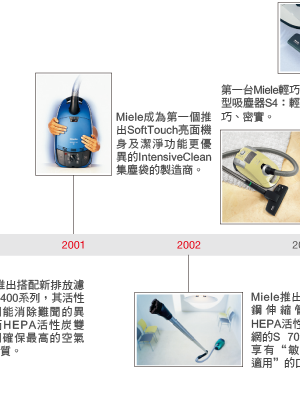 第一台Miele輕巧
型吸塵器S4：輕
巧、密實。
Miele成為第一個推
出SoftTouch亮面機
身及潔淨功能更優
異的IntensiveClean
集塵袋的製造商。
2001
2002
20
推出搭配新排放濾
400系列，其活性
能消除難聞的異
HEPA活性炭雙
確保最高的空氣
質。
Miele推出
鋼伸縮管
HEPA活性
網的S 70
享有“敏
適用”的口